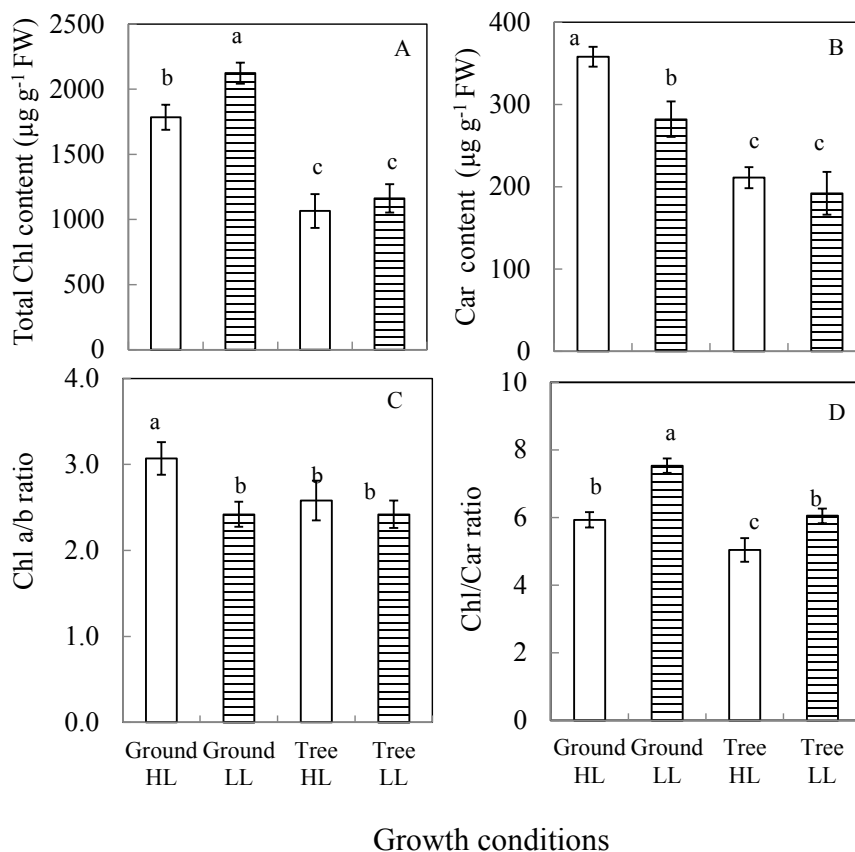 Total Chl content (µg g-1 FW)
2500
2000
1500
1000
500
0
A
b
a
c
c
Car content (µg g-1 FW)
400
300
200
100
0
B
a
b
c
c
Chl a/b ratio
4.0
3.0
2.0
1.0
0.0
C
a
b
b
b
Ground HL
Ground LL
Tree HL
Tree LL
Chl/Car ratio
10
8
6
4
2
0
D
b
a
c
b
Ground HL
Ground LL
Tree HL
Tree LL
Growth conditions